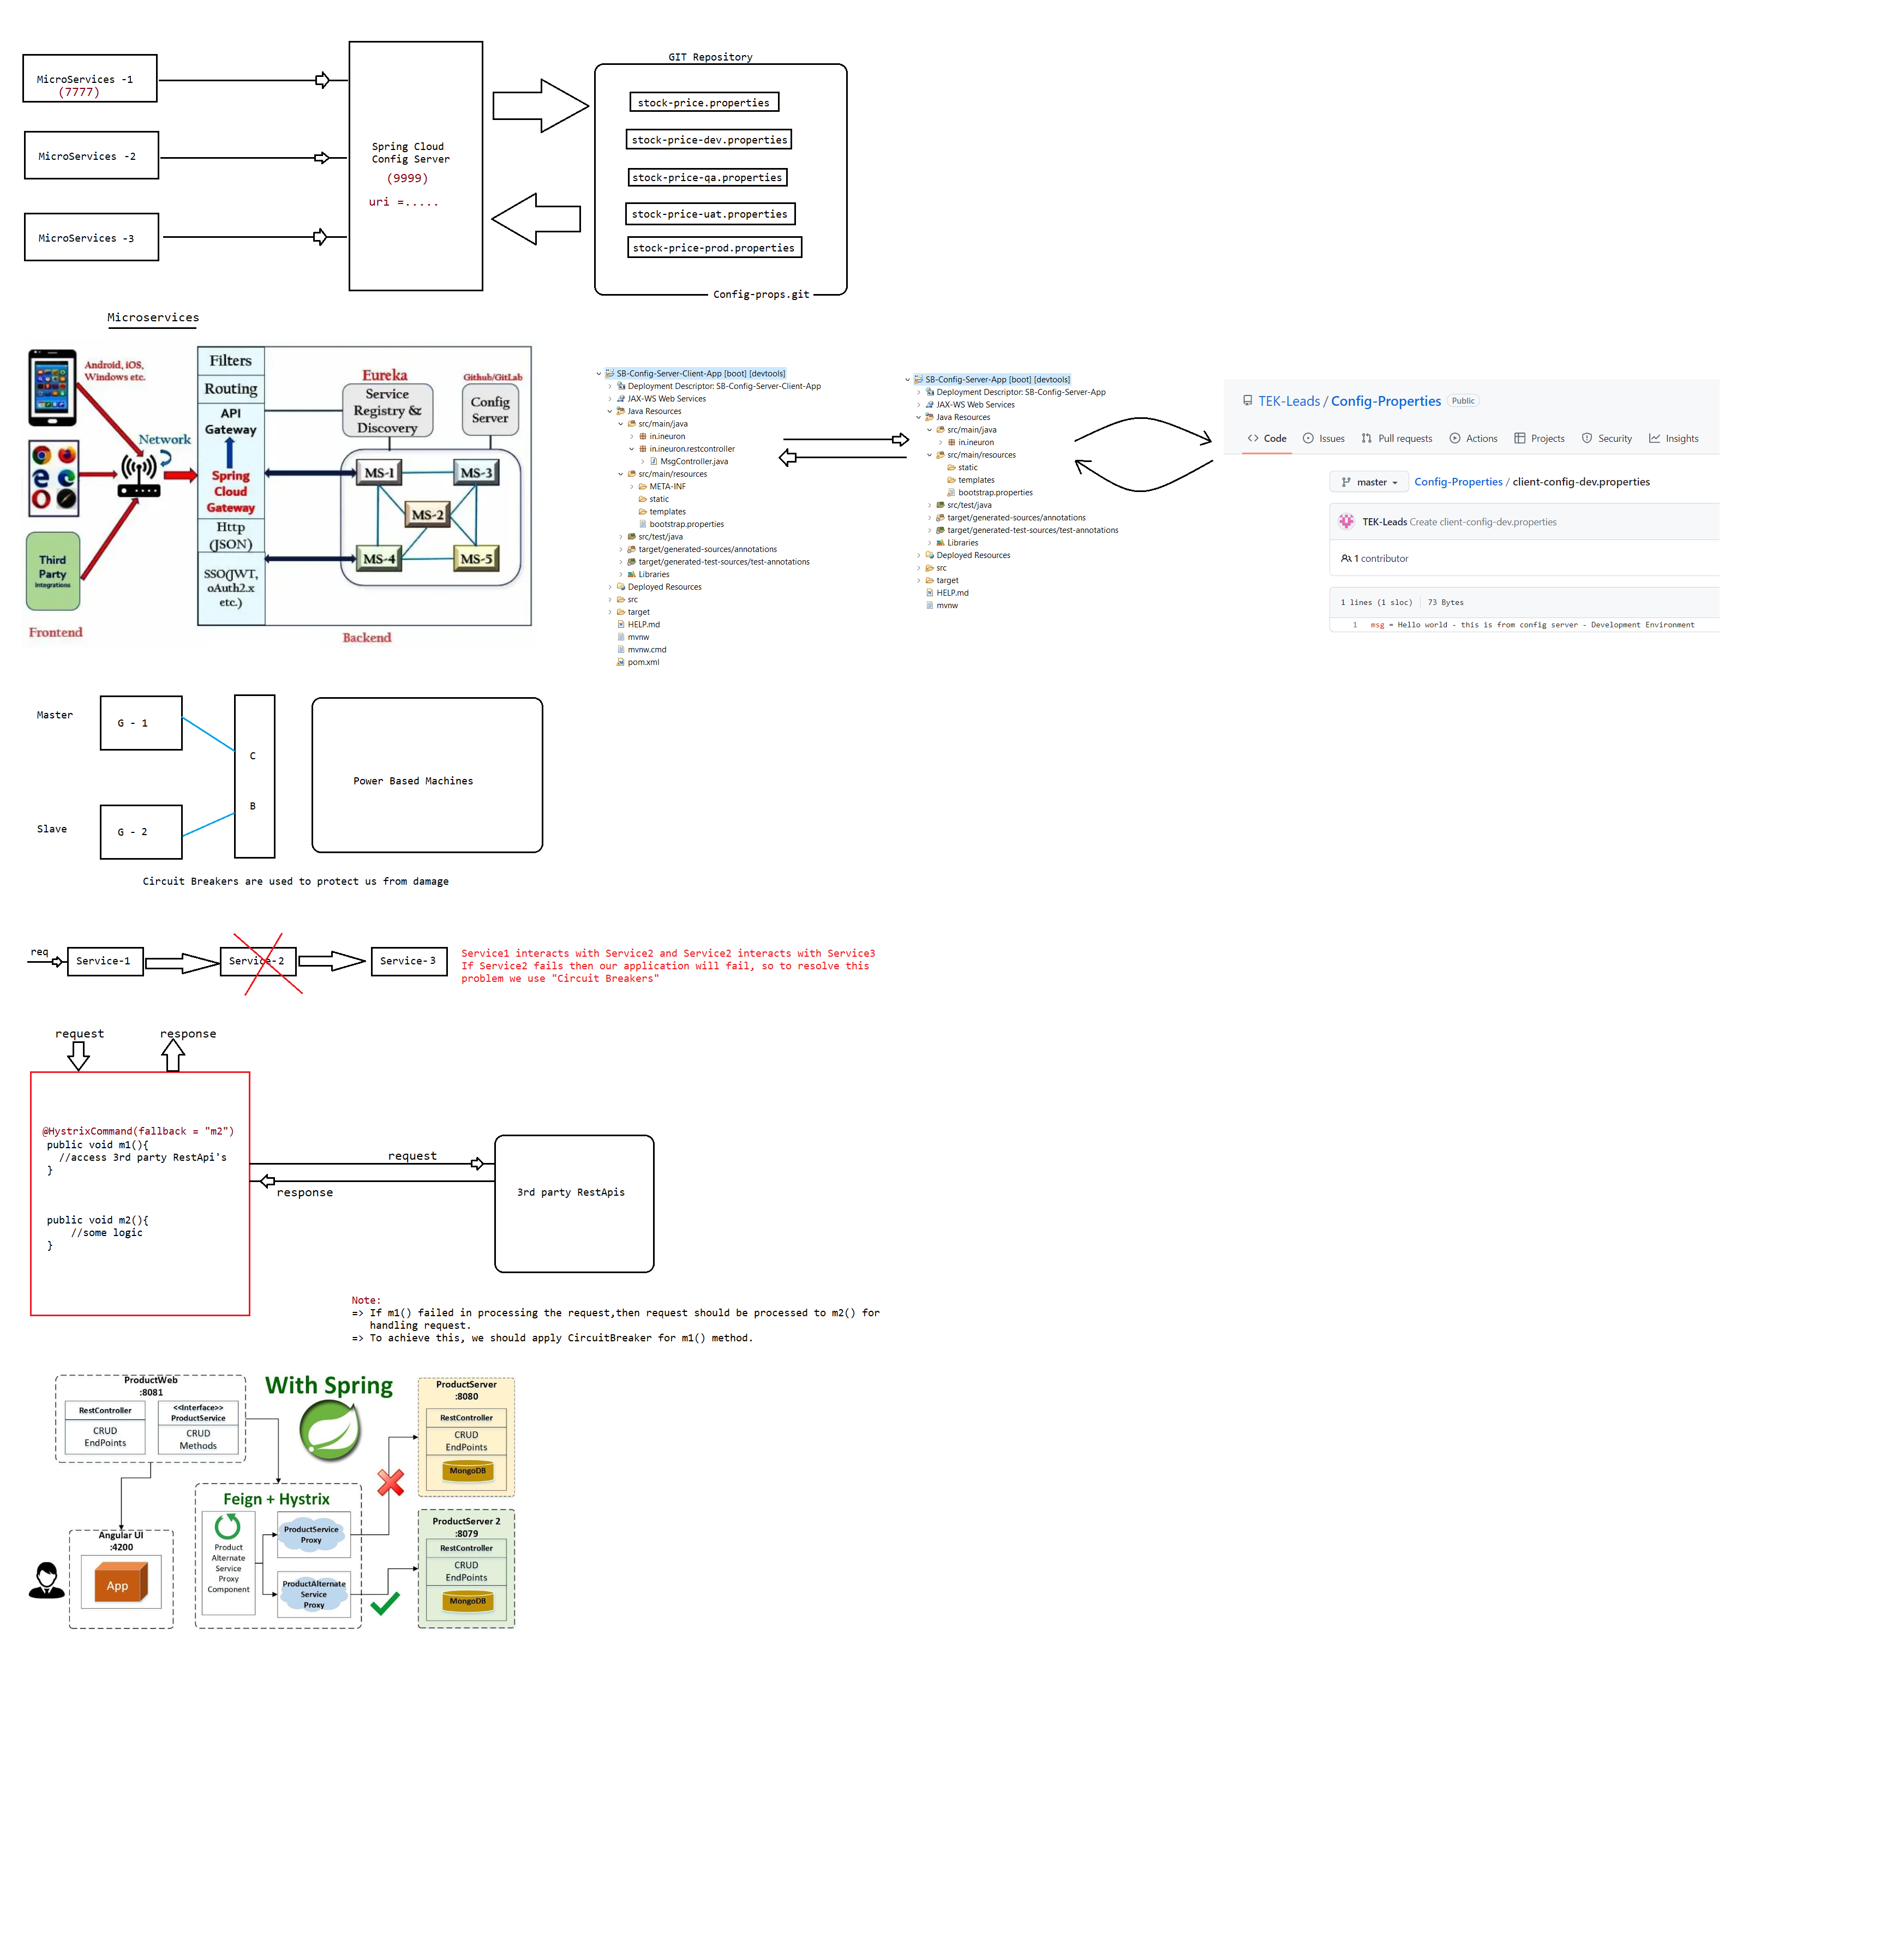 GIT Repository
MicroServices -1
(7777)
MicroServices -2
MicroServices -3
Spring Cloud
Config Server
(9999)
uri =.....
stock-price.properties
stock-price-dev.properties
stock-price-qa.properties
stock-price-uat.properties
stock-price-prod.properties
Config-props.git
Microservices
Android, iOS,
Windows etc.
Network
Third
Party
Integrations
Frontend
Filters
Routing
API
Gateway
Spring
Cloud
Gateway
Http
(JSON)
SSO(JWT,
oAuth2.x
etc.)
Eureka
Service
Registry &
Discovery
Github/GitLab
Config
Server
MS-1
MS-3
MS-2
MS-4
MS-5
Backend
SB-Config-Server-Client-App [boot] [devtools]
Deployment Descriptor: SB-Config-Server-Client-App
JAX-WS Web Services
Java Resources
src/main/java
in.ineuron
in.ineuron.restcontroller
MsgController.java
src/main/resources
META-INF
static
templates
bootstrap.properties
src/test/java
target/generated-sources/annotations
target/generated-test-sources/test-annotations
Libraries
Deployed Resources
src
target
HELP.md
mvnw
mvnw.cmd
pom.xml
SB-Config-Server-App [boot] [devtools]
Deployment Descriptor: SB-Config-Server-App
JAX-WS Web Services
Java Resources
src/main/java
in.ineuron
src/main/resources
static
templates
bootstrap.properties
src/test/java
target/generated-sources/annotations
target/generated-test-sources/test-annotations
Libraries
Deployed Resources
src
target
HELP.md
mvnw
TEK-Leads / Config-Properties Public
Code Issues Pull requests Actions Projects Security Insights
master Config-Properties / client-config-dev.properties
TEK-Leads Create client-config-dev.properties
1 contributor
1 lines (1 sloc) 73 Bytes
1 msg = Hello world - this is from config server - Development Environment
Master
G - 1
Slave
G - 2
C
B
Power Based Machines
Circuit Breakers are used to protect us from damage
req
Service-1
Service-2
Service-3
Service1 interacts with Service2 and Service2 interacts with Service3
If Service2 fails then our application will fail, so to resolve this
problem we use "Circuit Breakers"
request
response
@HystrixCommand(fallback = "m2")
public void m1(){
//access 3rd party RestApi's
}
public void m2(){
//some logic
}
request
response
3rd party RestApis
Note:
=> If m1() failed in processing the request,then request should be processed to m2() for
handling request.
=> To achieve this, we should apply CircuitBreaker for m1() method.
ProductWeb
:8081
RestController
CRUD
EndPoints
<<Interface>>
ProductService
CRUD
Methods
With Spring
ProductServer
:8080
RestController
CRUD
EndPoints
MongoDB
Feign + Hystrix
Product
Alternate
Service
Proxy
Component
ProductService
Proxy
ProductAlternate
Service
Proxy
Angular UI
:4200
App
ProductServer 2
:8079
RestController
CRUD
EndPoints
MongoDB